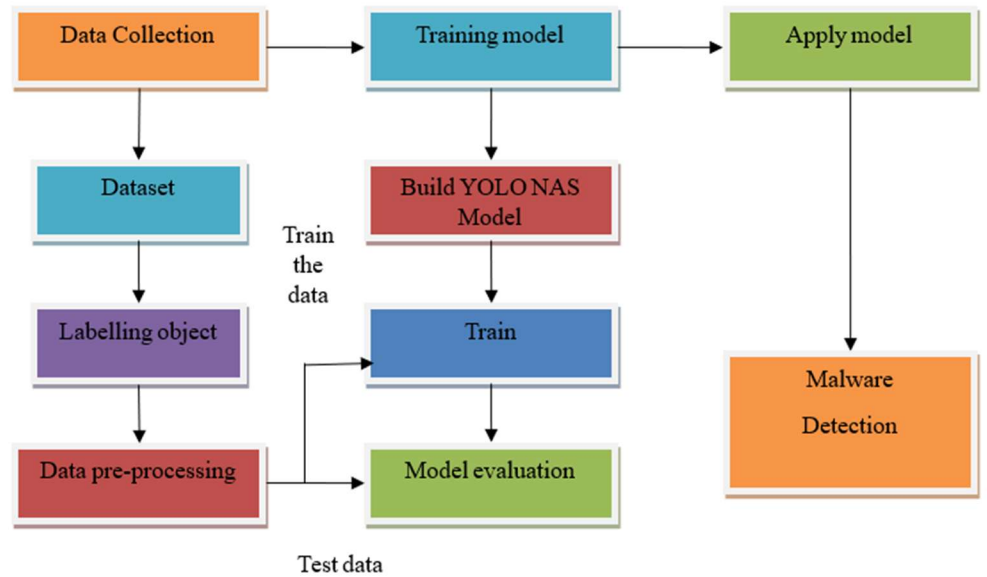 Data Collection
Training model
Apply model
Dataset
Build YOLO NAS
Model
Train
the
data
Labelling object
Train
Malware
Detection
Data pre-processing
Model evaluation
Test data